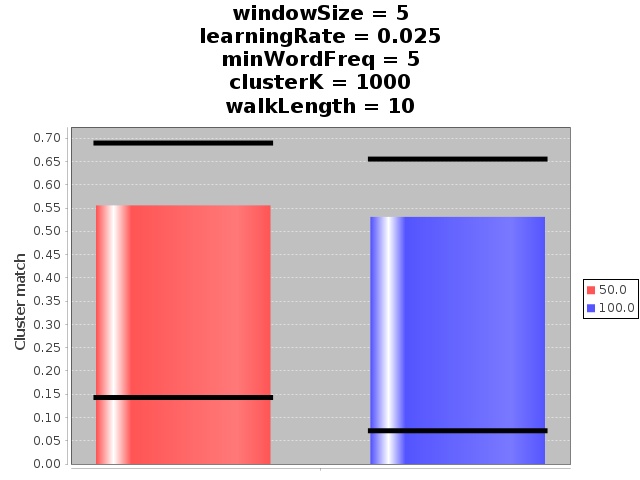 windowSize = 5
learningRate = 0.025
minWordFreq = 5
clusterK = 1000
walkLength = 10
0.70
0.65
0.60
0.55
0.50
0.45
0.40
0.35
0.30
0.25
0.20
0.15
0.10
0.05
0.00
Cluster match
50.0
100.0